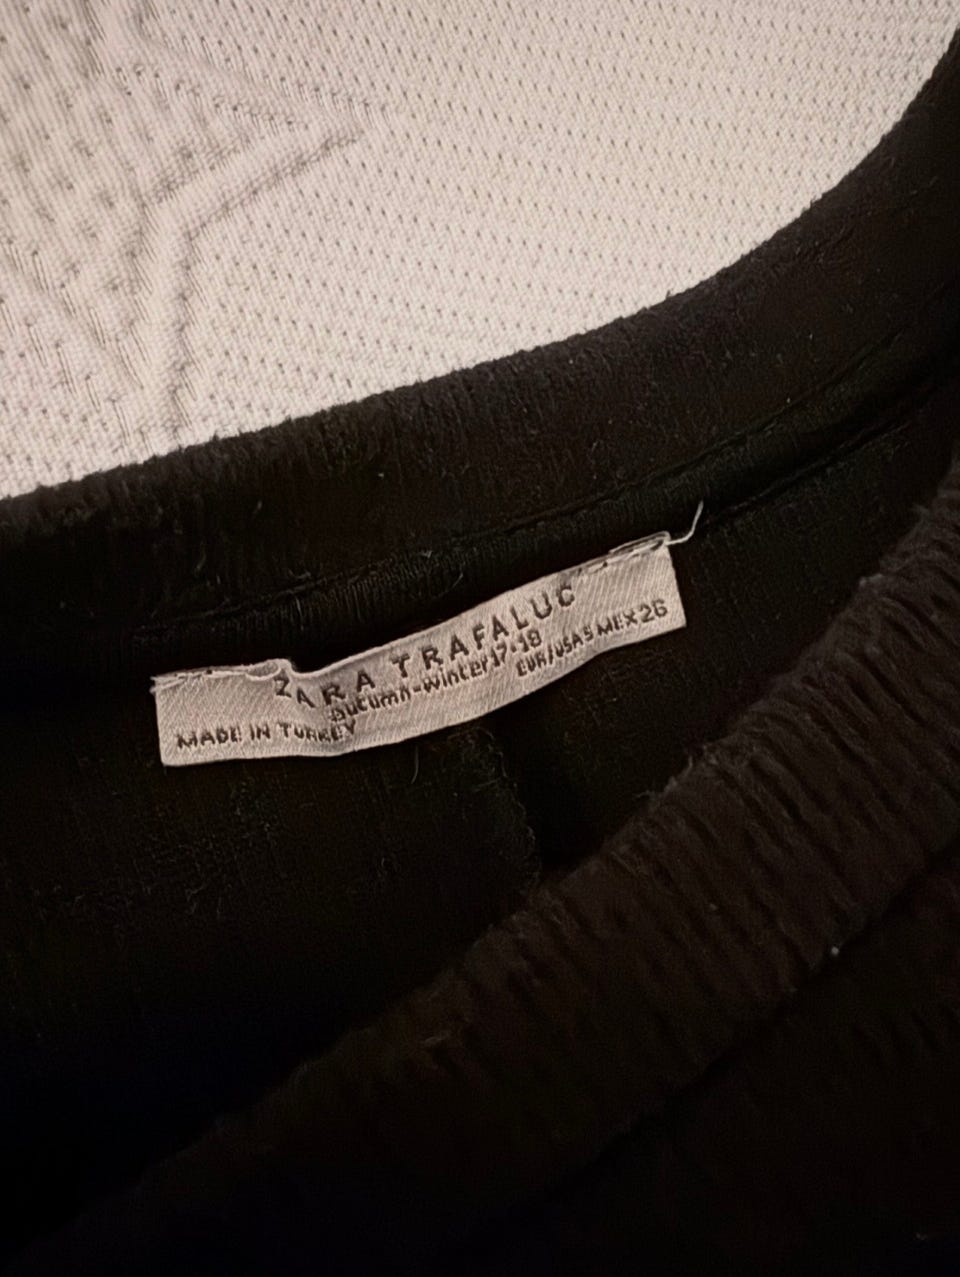 ZARA TRAFALUC
autumn-winter 17-18
EUR/USA S MEX 26
MADE IN TURKEY